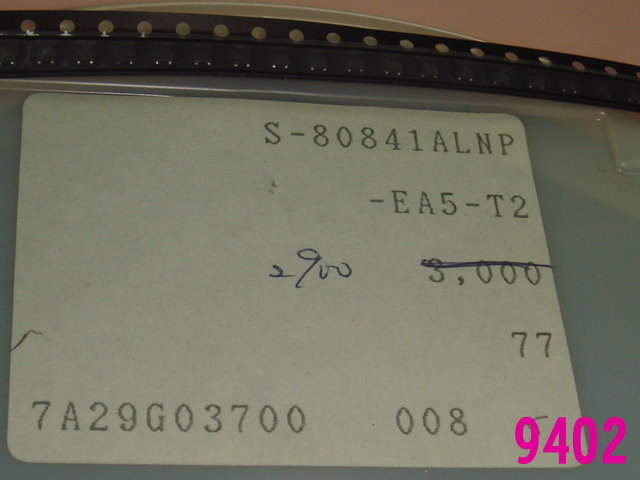 S-80841ALNP
-EA5-T2
2900 3,000
77
7A29G03700 008
9402